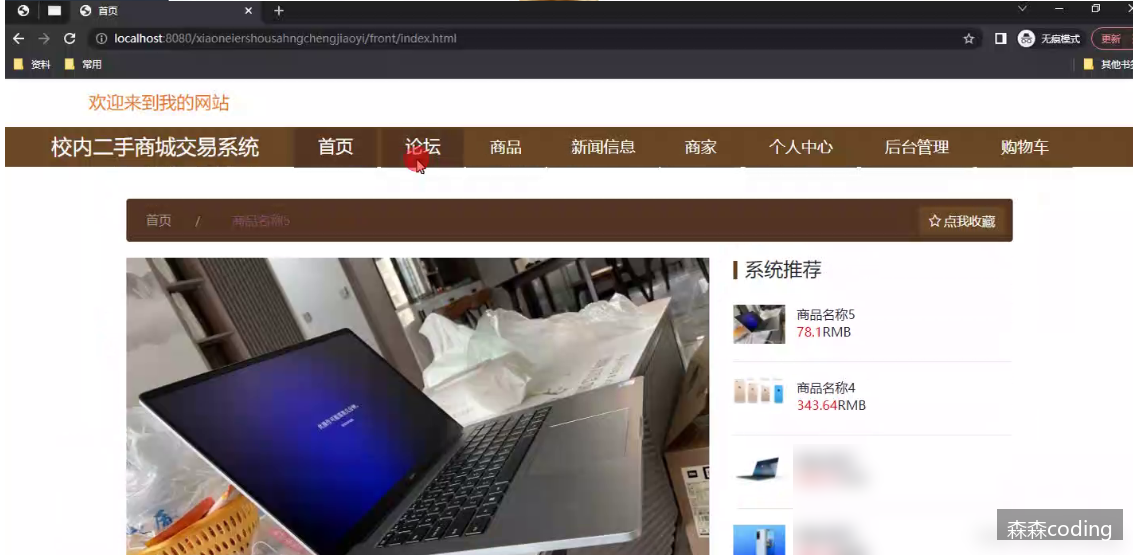 首页
localhost:8080/xiaoneiershousahngchengjiaoyi/front/index.html
无痕模式
更新
资料
常用
其他书签
欢迎来到我的网站
校内二手商城交易系统 首页 论坛 商品 新闻信息 商家 个人中心 后台管理 购物车
首页 / 商品名称5
点我收藏
系统推荐
商品名称5
78.1RMB
商品名称4
343.64RMB
森森coding